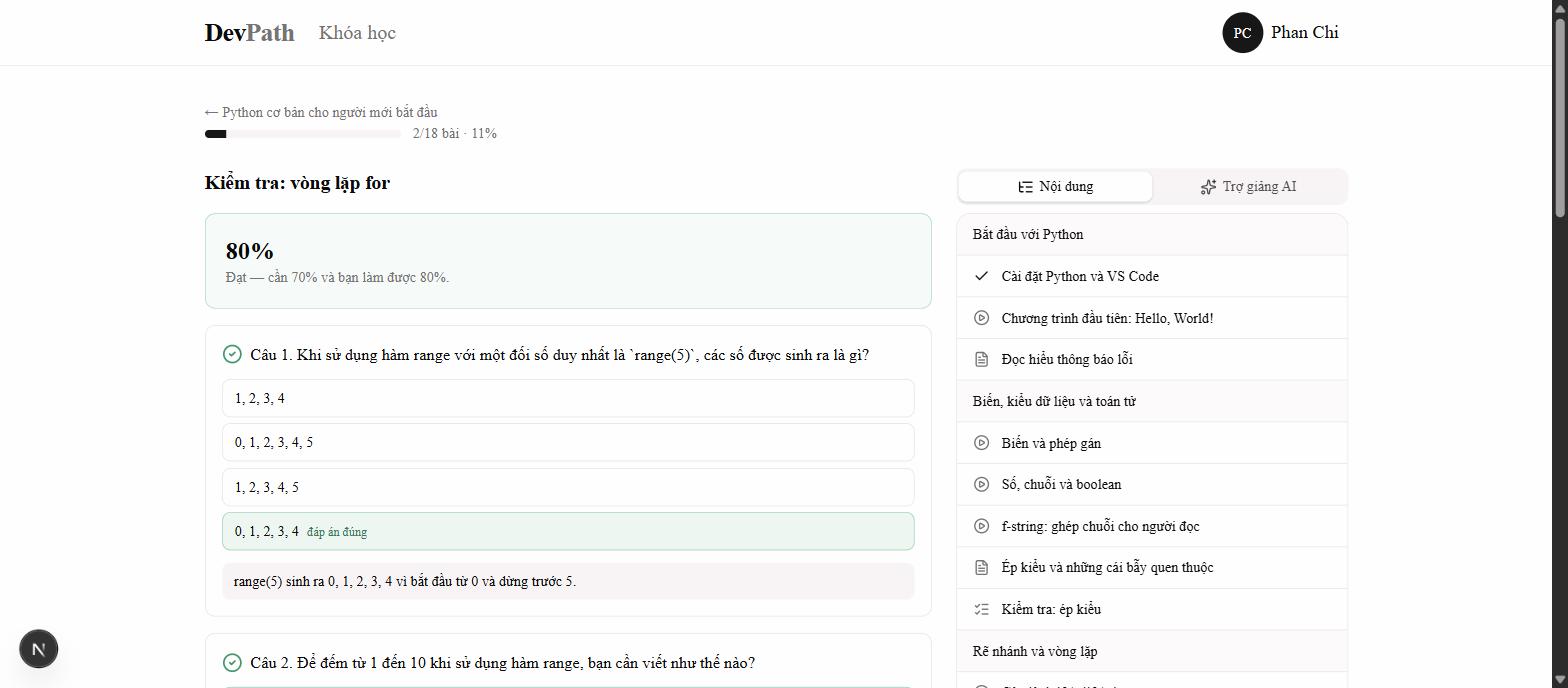 DevPath Khóa học
PC Phan Chi
← Python cơ bản cho người mới bắt đầu
2/18 bài · 11%
Kiểm tra: vòng lặp for
80%
Đạt — cần 70% và bạn làm được 80%.
Câu 1. Khi sử dụng hàm range với một đối số duy nhất là `range(5)`, các số được sinh ra là gì?
1, 2, 3, 4
0, 1, 2, 3, 4, 5
1, 2, 3, 4, 5
0, 1, 2, 3, 4 đáp án đúng
range(5) sinh ra 0, 1, 2, 3, 4 vì bắt đầu từ 0 và dừng trước 5.
Câu 2. Để đếm từ 1 đến 10 khi sử dụng hàm range, bạn cần viết như thế nào?
Nội dung
Trợ giảng AI
Bắt đầu với Python
Cài đặt Python và VS Code
Chương trình đầu tiên: Hello, World!
Đọc hiểu thông báo lỗi
Biến, kiểu dữ liệu và toán tử
Biến và phép gán
Số, chuỗi và boolean
f-string: ghép chuỗi cho người đọc
Ép kiểu và những cái bẫy quen thuộc
Kiểm tra: ép kiểu
Rẽ nhánh và vòng lặp
N